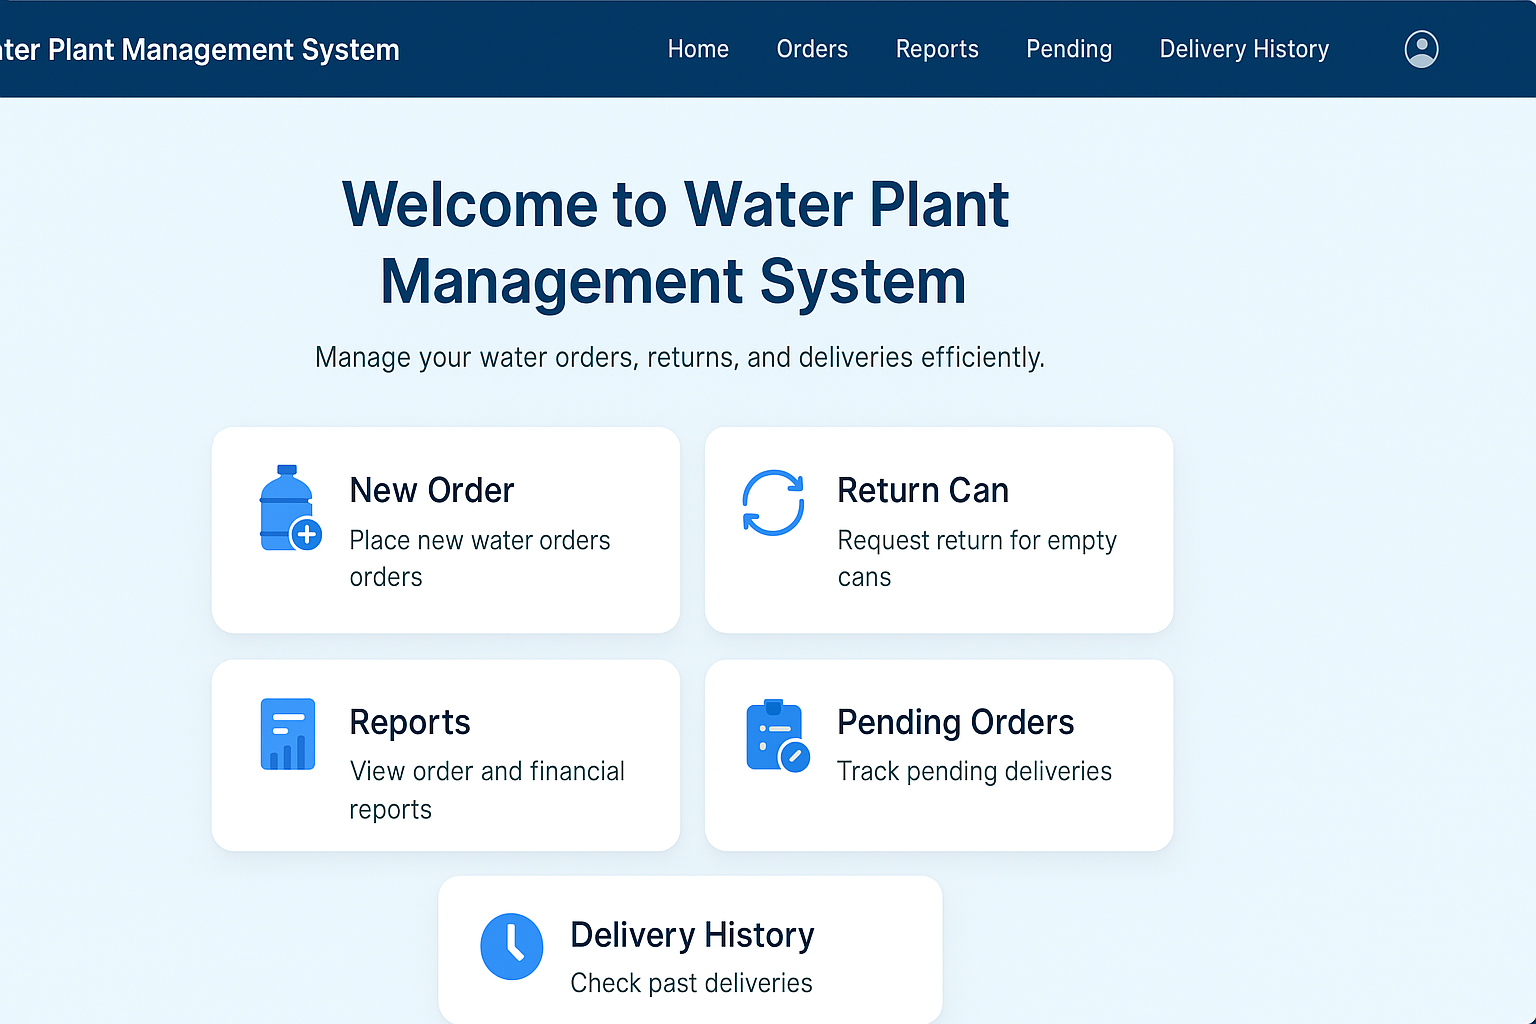 ater Plant Management System
Home
Orders
Reports
Pending
Delivery History
Welcome to Water Plant
Management System
Manage your water orders, returns, and deliveries efficiently.
New Order
Place new water orders
orders
Return Can
Request return for empty
cans
Reports
View order and financial
reports
Pending Orders
Track pending deliveries
Delivery History
Check past deliveries